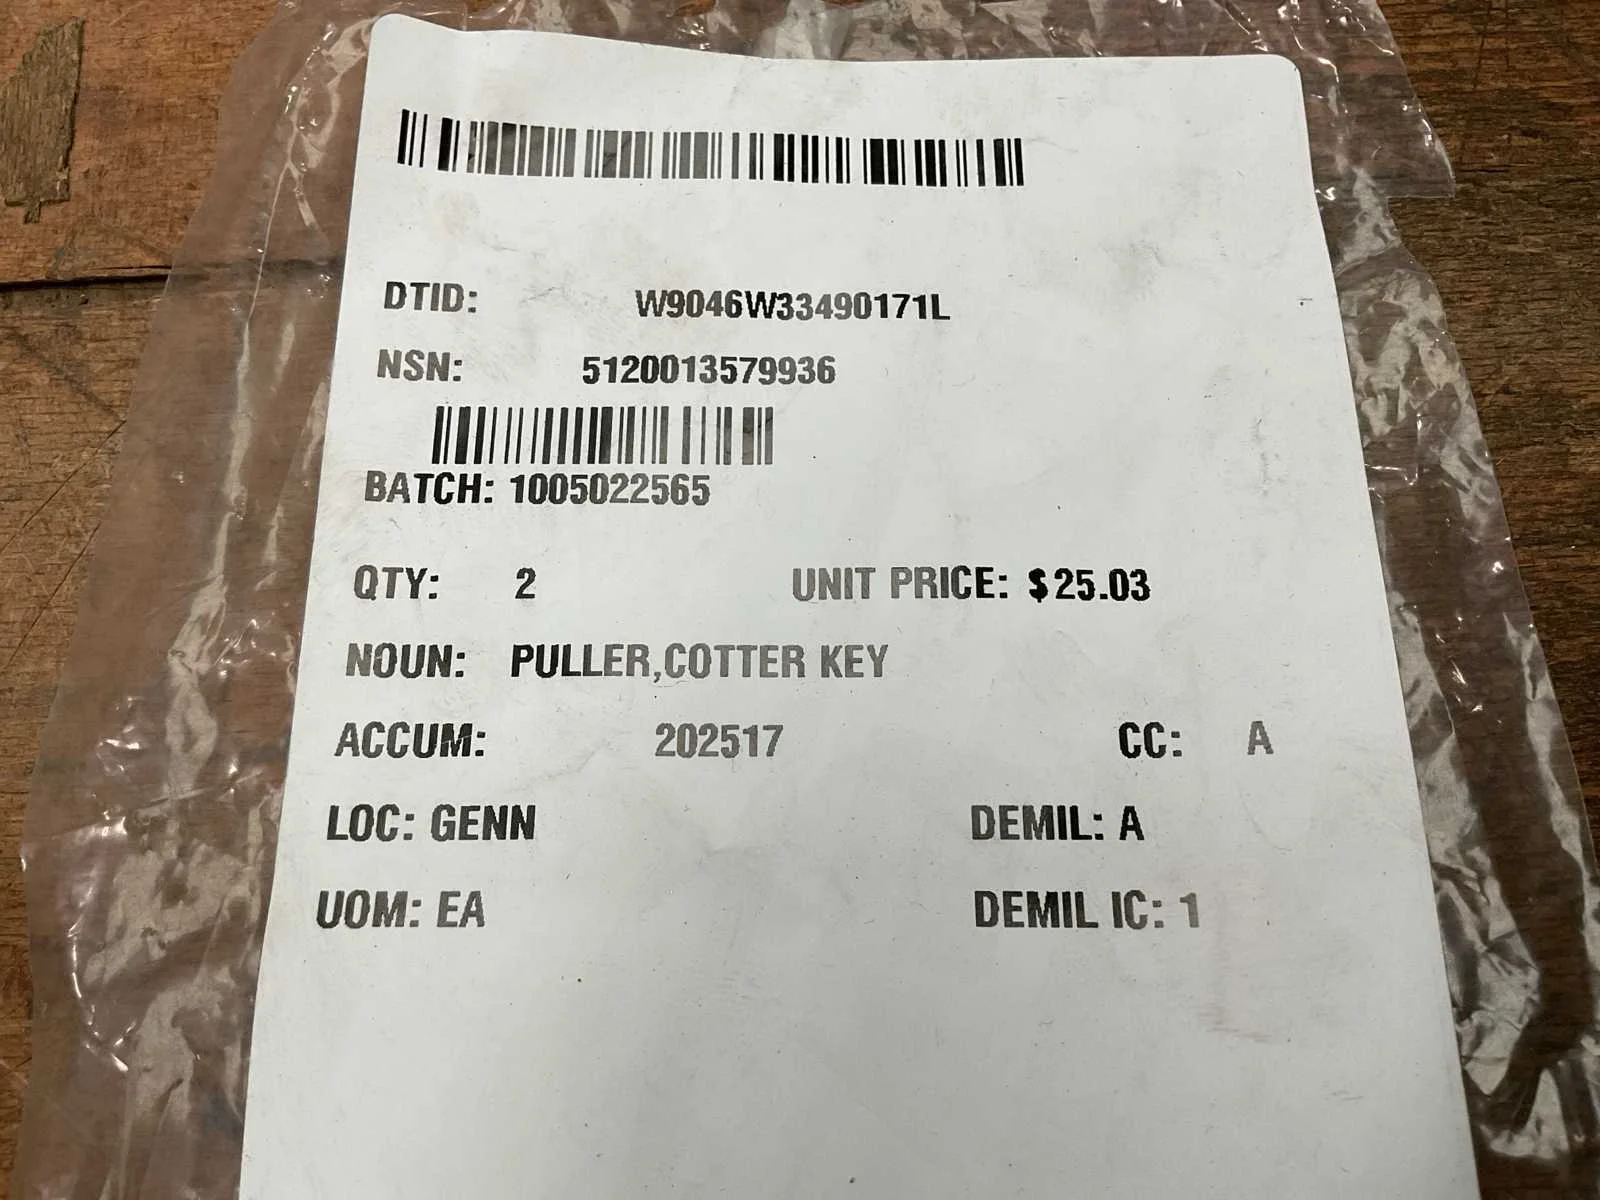 DTID: W9046W33490171L
NSN: 5120013579936
BATCH: 1005022565
QTY: 2 UNIT PRICE: $25.03
NOUN: PULLER,COTTER KEY
ACCUM: 202517 CC: A
LOC: GENN DEMIL: A
UOM: EA DEMIL IC: 1